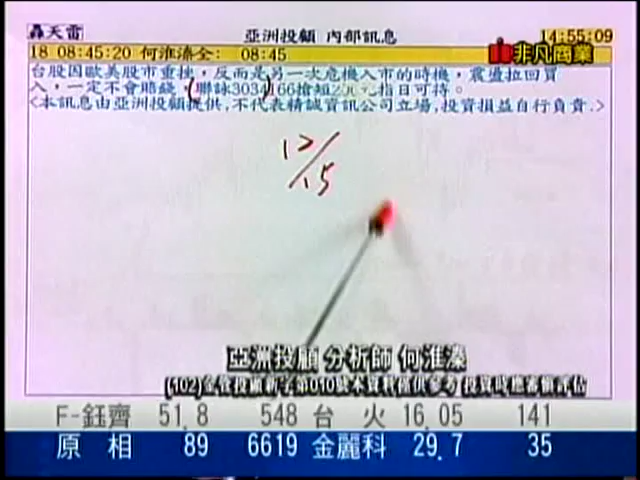 轟天雷 亞洲投顧 內部訊息 14:55:09
18 08:45:20 何淮溱全: 08:45
非凡商業
台股因歐美股市重挫，反而是另一次危機入市的時機，震盪拉回買
入，一定不會賠錢，(聯詠3034)166搶短 指日可待。
<本訊息由亞洲投顧提供,不代表精誠資訊公司立場,投資損益自行負責.>
12/15
亞洲投顧 分析師 何淮溱
(102)金管投顧新字第010號本資料僅供參考 投資時應審慎評估
F-鈺齊 51.8 548 台火 16.05 141
原相 89 6619 金麗科 29.7 35